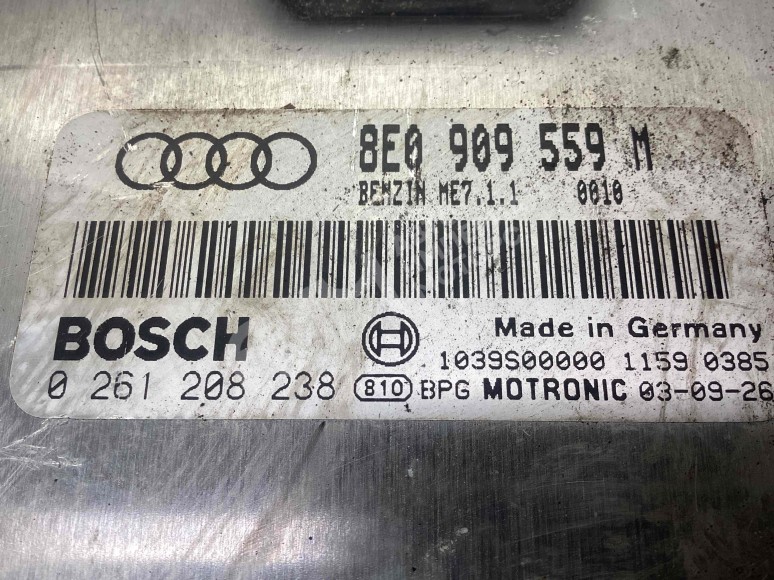 8E0 909 559 M
BENZIN ME7.1.1 0010
BOSCH
Made in Germany
1039S00000 1159 0385
0 261 208 238
810 BPG MOTRONIC 03-09-26